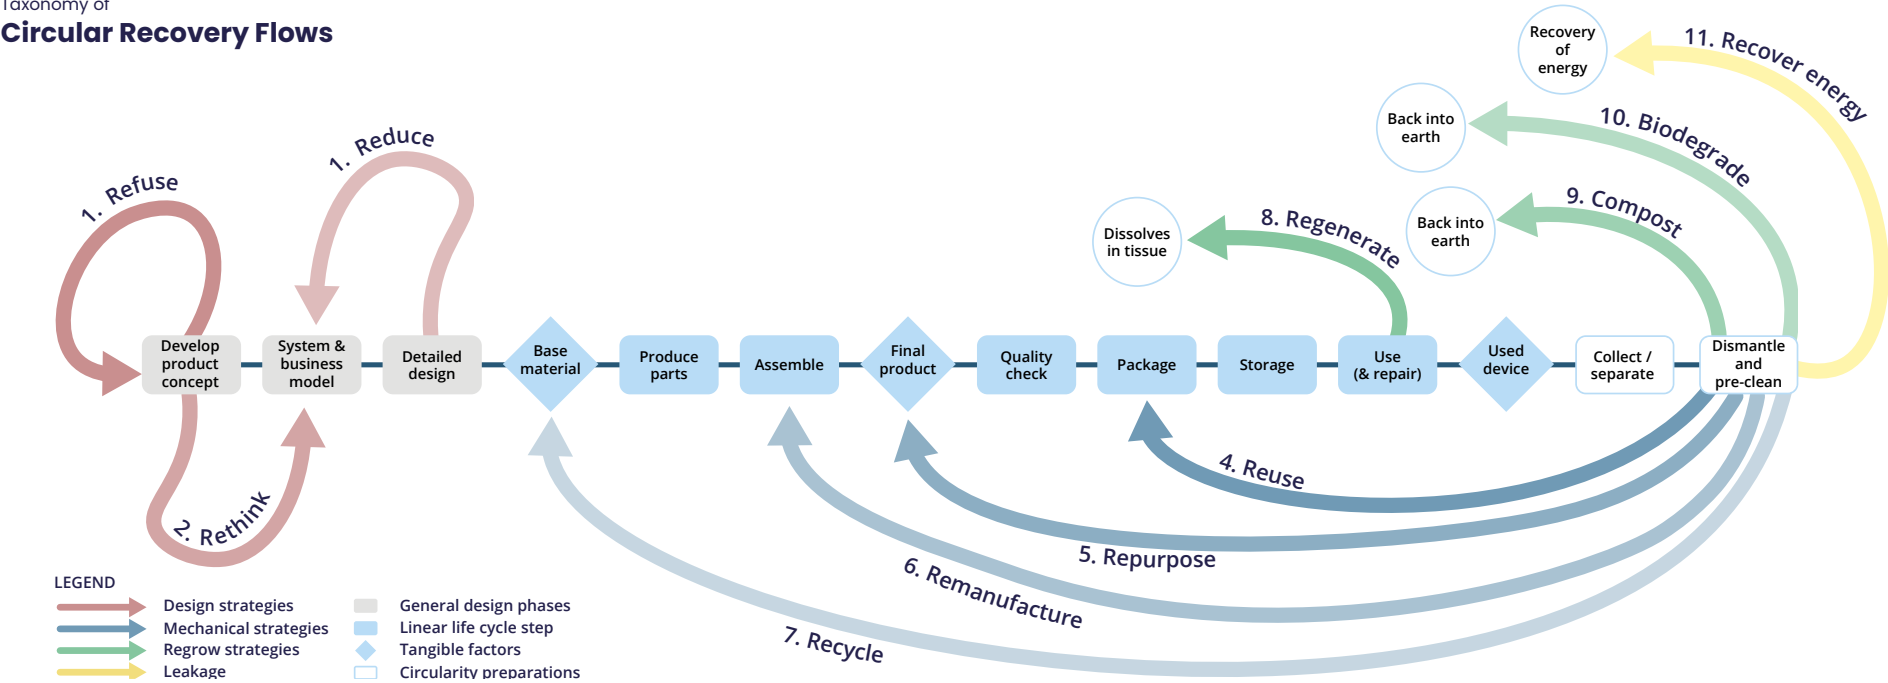 Taxonomy of
Circular Recovery Flows
1. Refuse
1. Reduce
2. Rethink
4. Reuse
5. Repurpose
6. Remanufacture
7. Recycle
8. Regenerate
9. Compost
10. Biodegrade
11. Recover energy
Dissolves
in tissue
Back into
earth
Back into
earth
Recovery
of
energy
Develop
product
concept
System &
business
model
Detailed
design
Base
material
Produce
parts
Assemble
Final
product
Quality
check
Package
Storage
Use
(& repair)
Used
device
Collect /
separate
Dismantle
and
pre-clean
LEGEND
Design strategies
Mechanical strategies
Regrow strategies
Leakage
General design phases
Linear life cycle step
Tangible factors
Circularity preparations